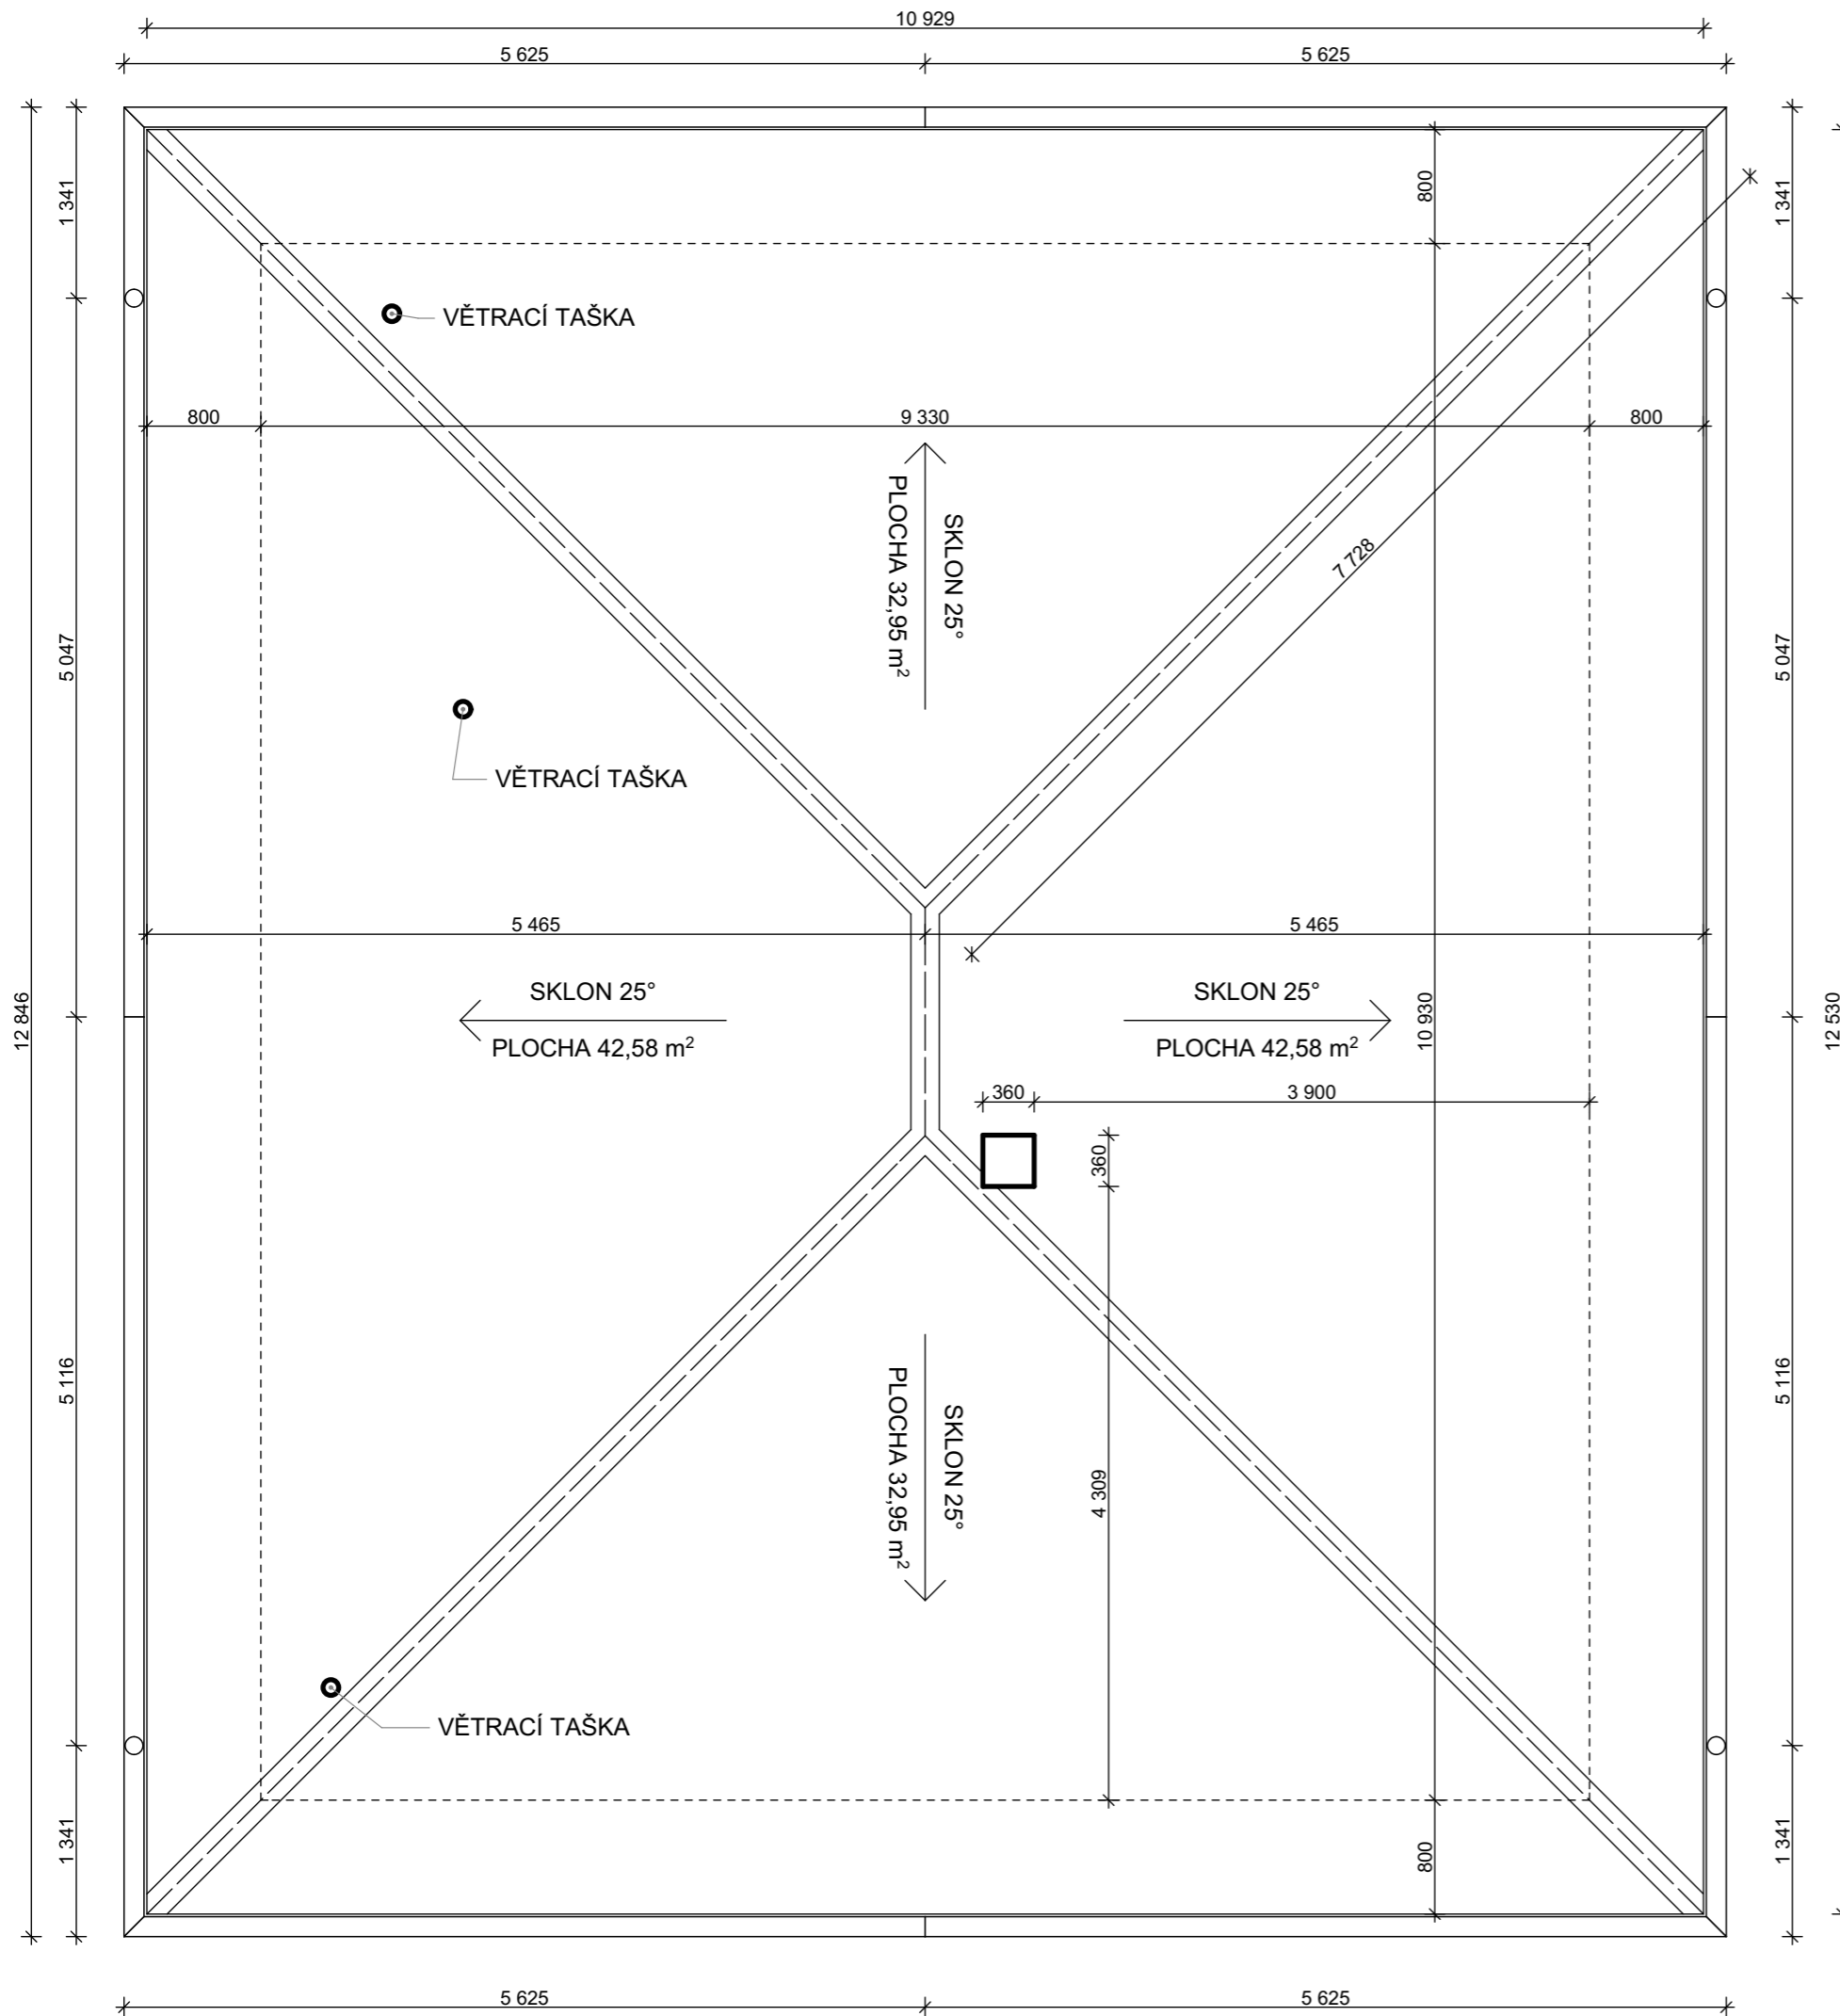 10 929
5 625
5 625
1 341
800
1 341
VĚTRACÍ TAŠKA
800
9 330
800
SKLON 25°
PLOCHA 32,95 m²
7 728
5 047
5 047
VĚTRACÍ TAŠKA
5 465
5 465
SKLON 25°
PLOCHA 42,58 m²
SKLON 25°
PLOCHA 42,58 m²
12 846
10 930
12 530
360
3 900
360
5 116
5 116
SKLON 25°
PLOCHA 32,95 m²
4 309
VĚTRACÍ TAŠKA
1 341
800
1 341
5 625
5 625